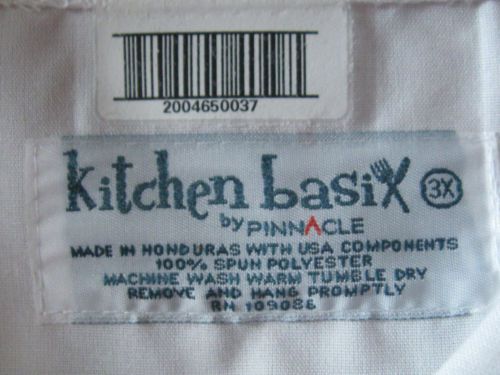 2004650037
kitchen basix 3X
by PINNACLE
MADE IN HONDURAS WITH USA COMPONENTS
100% SPUN POLYESTER
MACHINE WASH WARM TUMBLE DRY
REMOVE AND HANG PROMPTLY
RN 109086